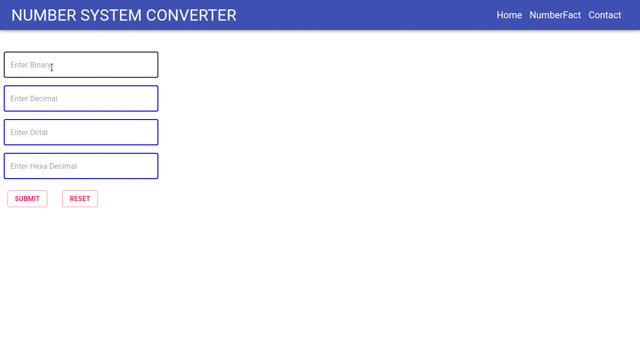 NUMBER SYSTEM CONVERTER
Home NumberFact Contact
Enter Binary
Enter Decimal
Enter Octal
Enter Hexa Decimal
SUBMIT RESET